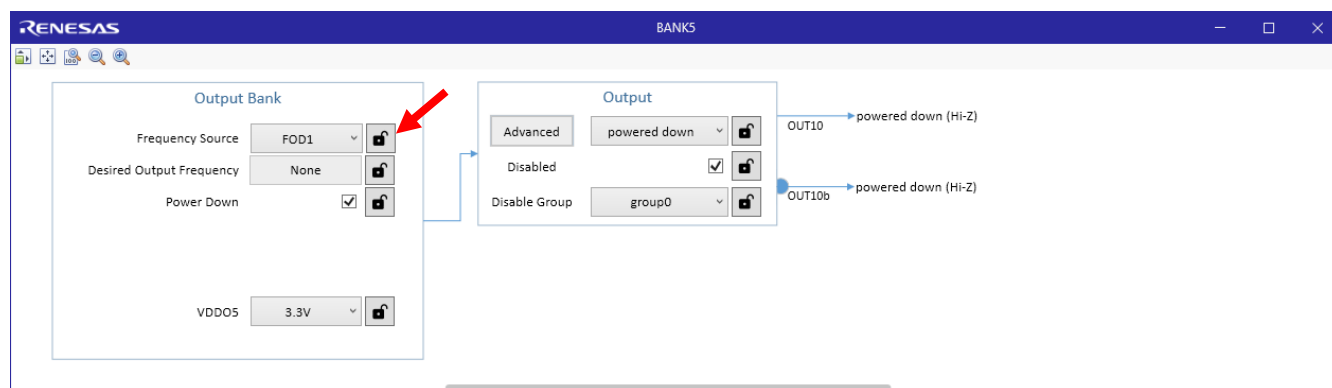 RENESAS
BANK5
Output Bank
Frequency Source
FOD1
Desired Output Frequency
None
Power Down
VDDO5
3.3V
Output
Advanced
powered down
Disabled
Disable Group
group0
OUT10
powered down (Hi-Z)
OUT10b
powered down (Hi-Z)